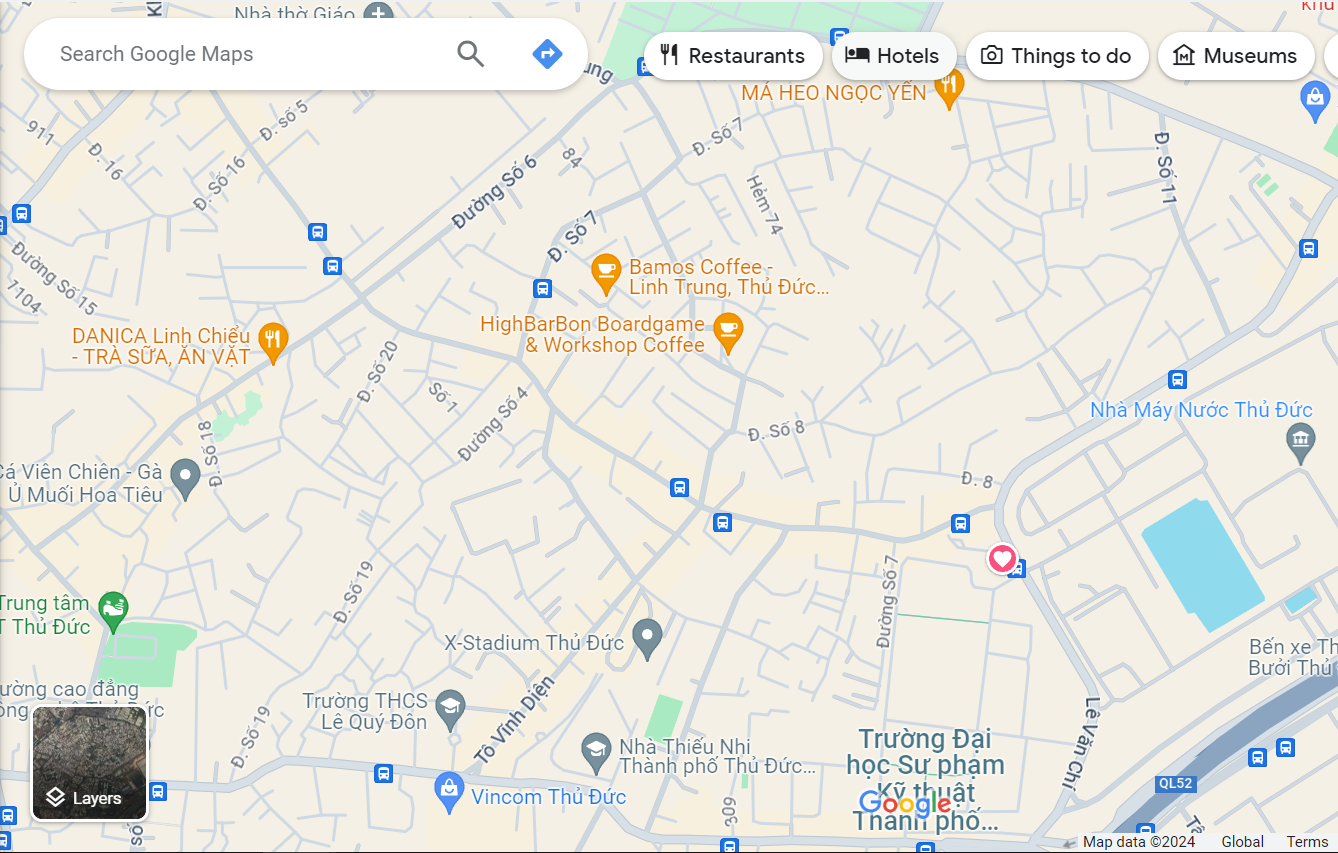 Nhà thờ Giáo
Search Google Maps
Restaurants
Hotels
Things to do
Museums
MÁ HEO NGỌC YẾN
911
Đ. 16
Đ. số 5
Đ. Số 16
Đường Số 6
84
Đ. Số 7
Đ. Số 7
Hẻm 74
Đ. Số 11
Đường Số 15
7104
Bamos Coffee -
Linh Trung, Thủ Đức...
HighBarBon Boardgame
& Workshop Coffee
DANICA Linh Chiểu
- TRÀ SỮA, ĂN VẶT
Đ. Số 20
Số 1
Đường Số 4
Nhà Máy Nước Thủ Đức
Đ. Số 8
Đ. Số 18
Đ. 8
Cá Viên Chiên - Gà
Ủ Muối Hoa Tiêu
Đ. Số 19
Đường Số 7
Trung tâm
T Thủ Đức
X-Stadium Thủ Đức
Bến xe Th
Bưởi Thủ
ường cao đẳng
Thủ Đức
Trường THCS
Lê Quý Đôn
Tô Vĩnh Diện
Đ. Số 19
Lê Văn Chí
Nhà Thiếu Nhi
Thành phố Thủ Đức...
Trường Đại
học Sư phạm
Kỹ thuật
Thành phố...
Google
Vincom Thủ Đức
309
QL52
Layers
Map data ©2024
Global
Terms